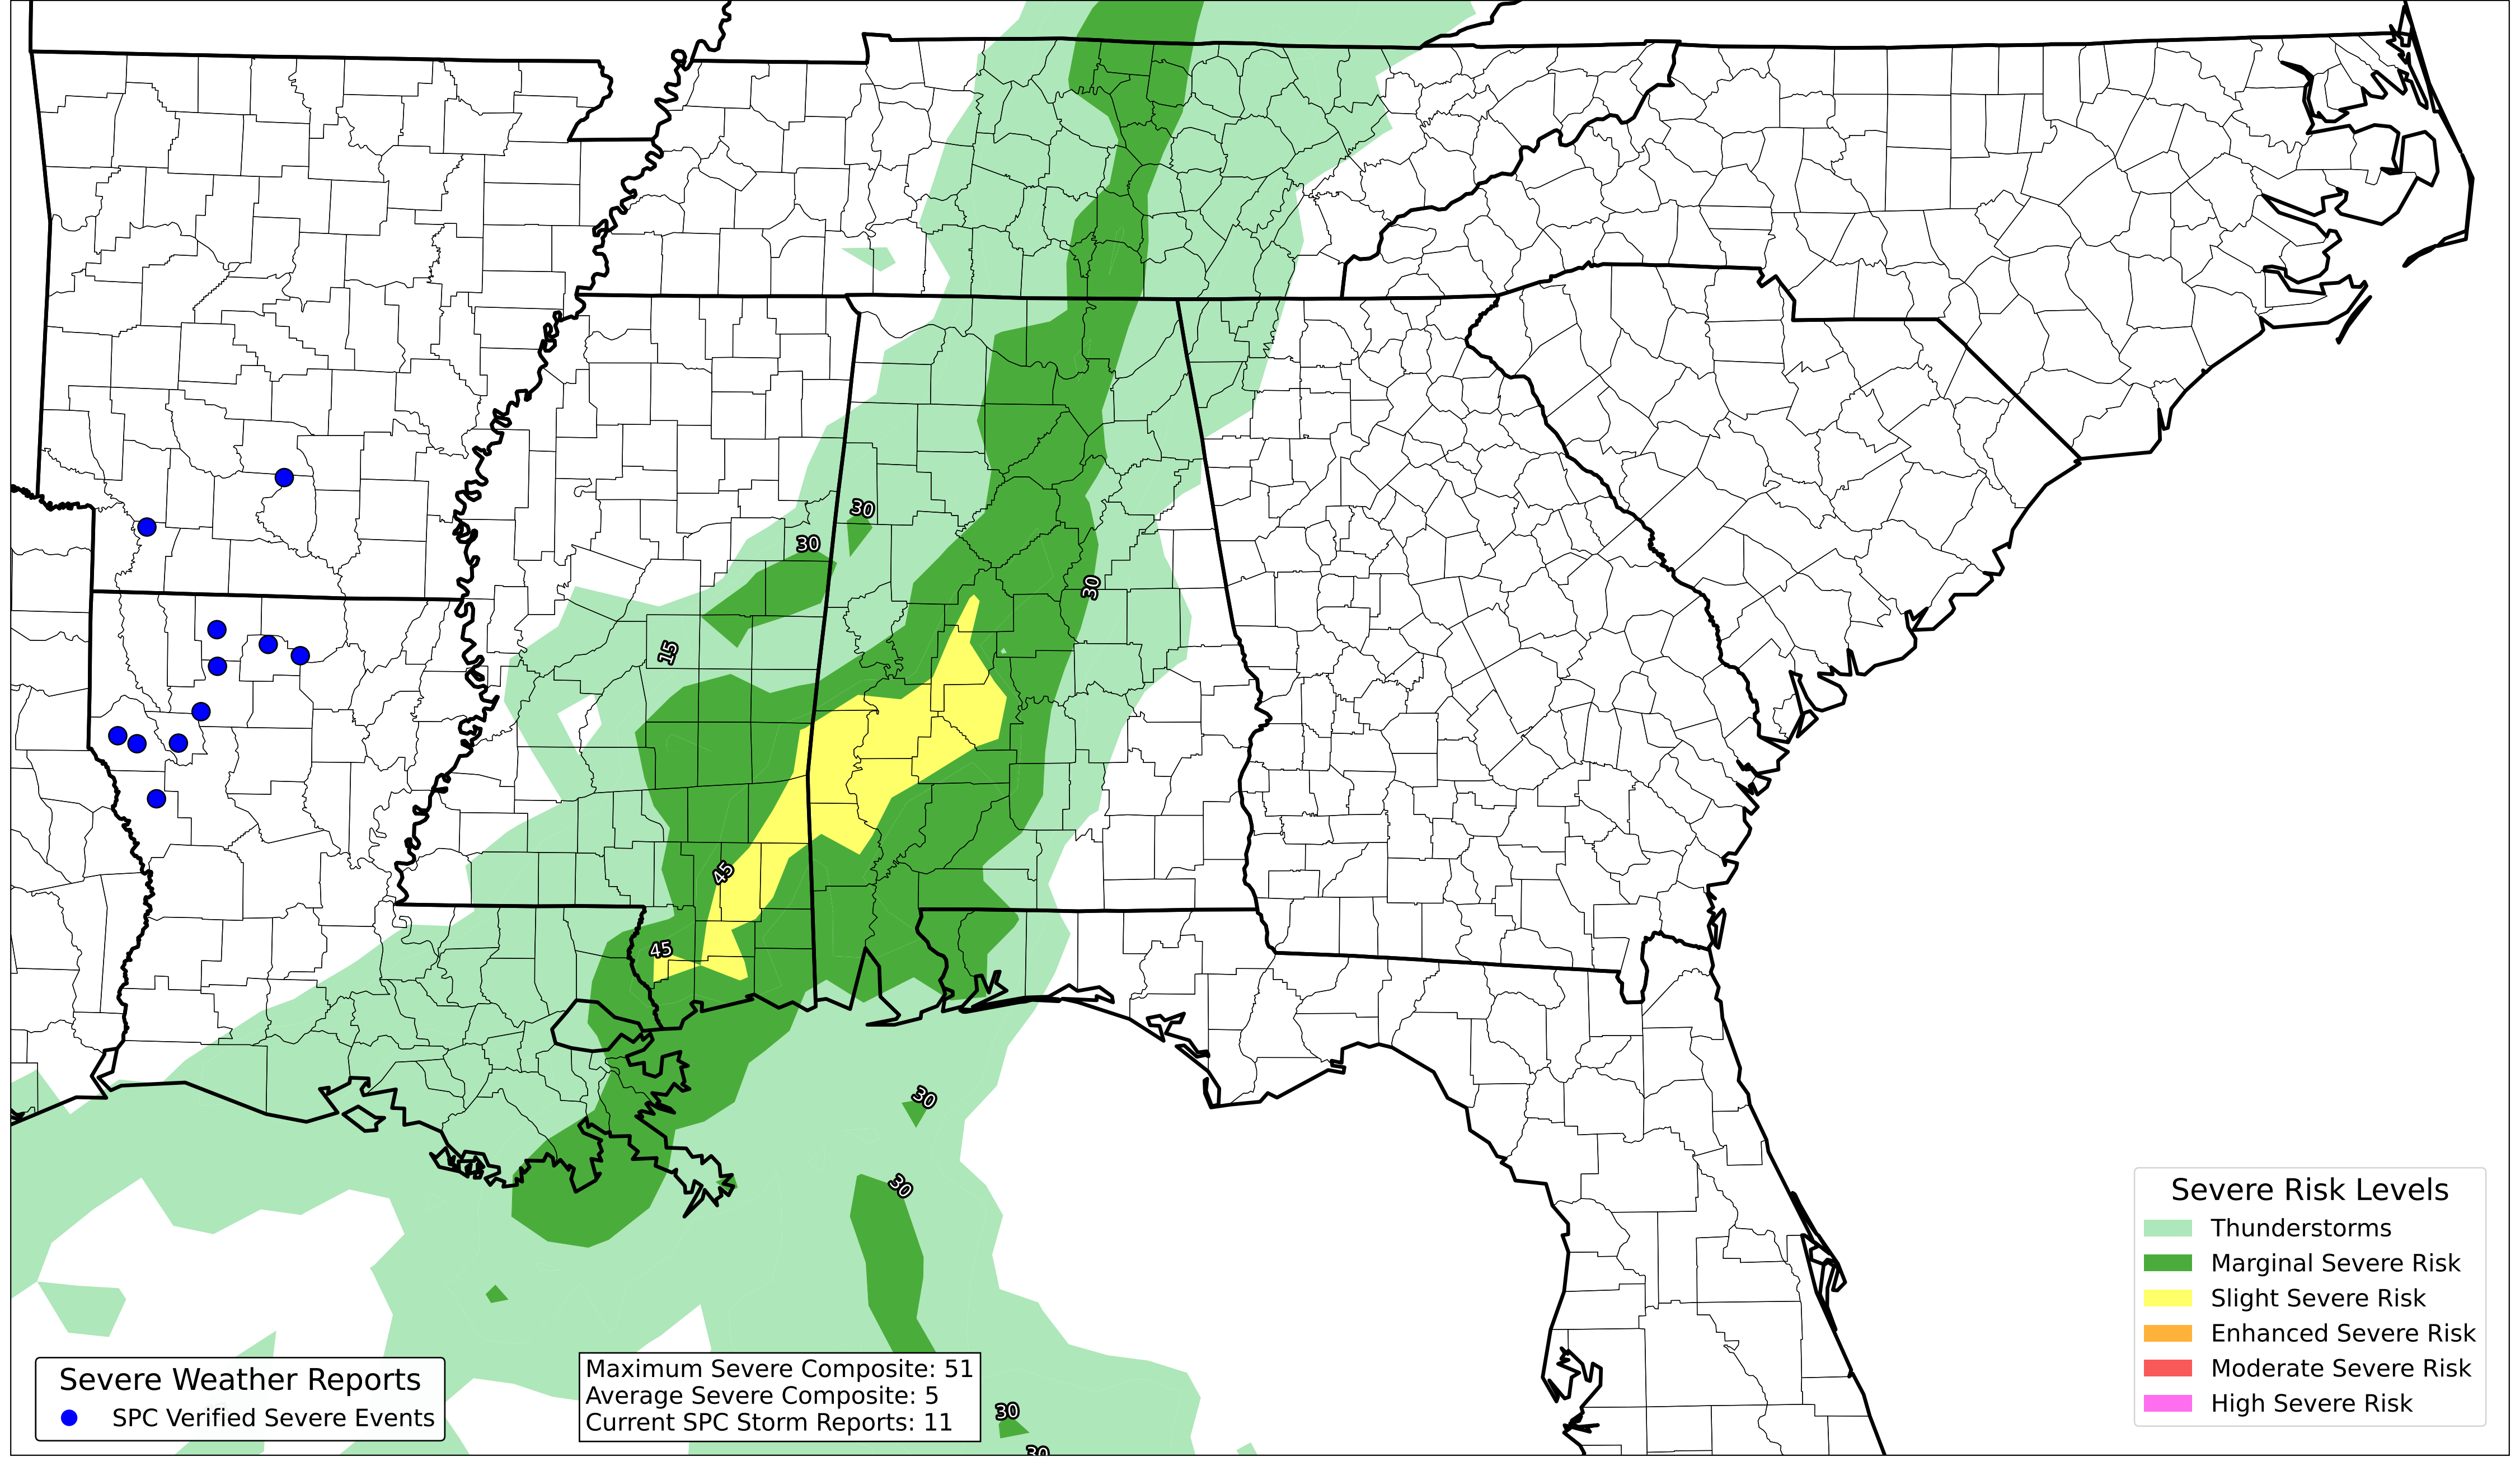 30
30
30
15
45
45
30
30
30
30
Severe Risk Levels
Thunderstorms
Marginal Severe Risk
Slight Severe Risk
Enhanced Severe Risk
Moderate Severe Risk
High Severe Risk
Severe Weather Reports
SPC Verified Severe Events
Maximum Severe Composite: 51
Average Severe Composite: 5
Current SPC Storm Reports: 11